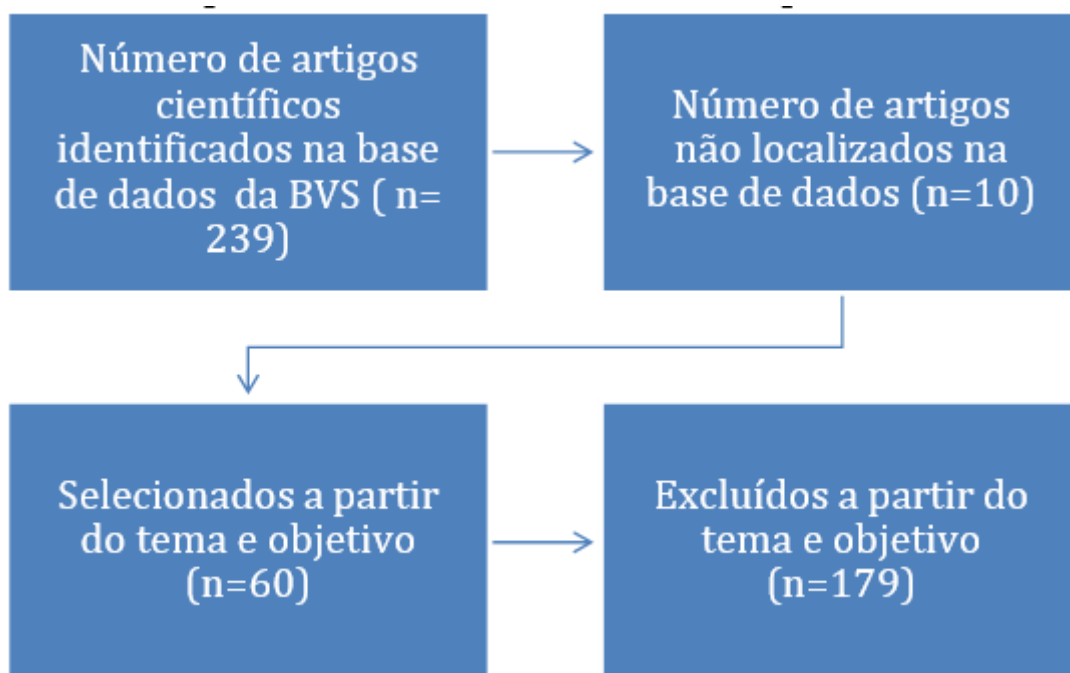 Número de artigos
científicos
identificados na base
de dados  da BVS ( n=
239)
Número de artigos
não localizados na
base de dados (n=10)
Selecionados a partir
do tema e objetivo
(n=60)
Excluídos a partir do
tema e objetivo
(n=179)